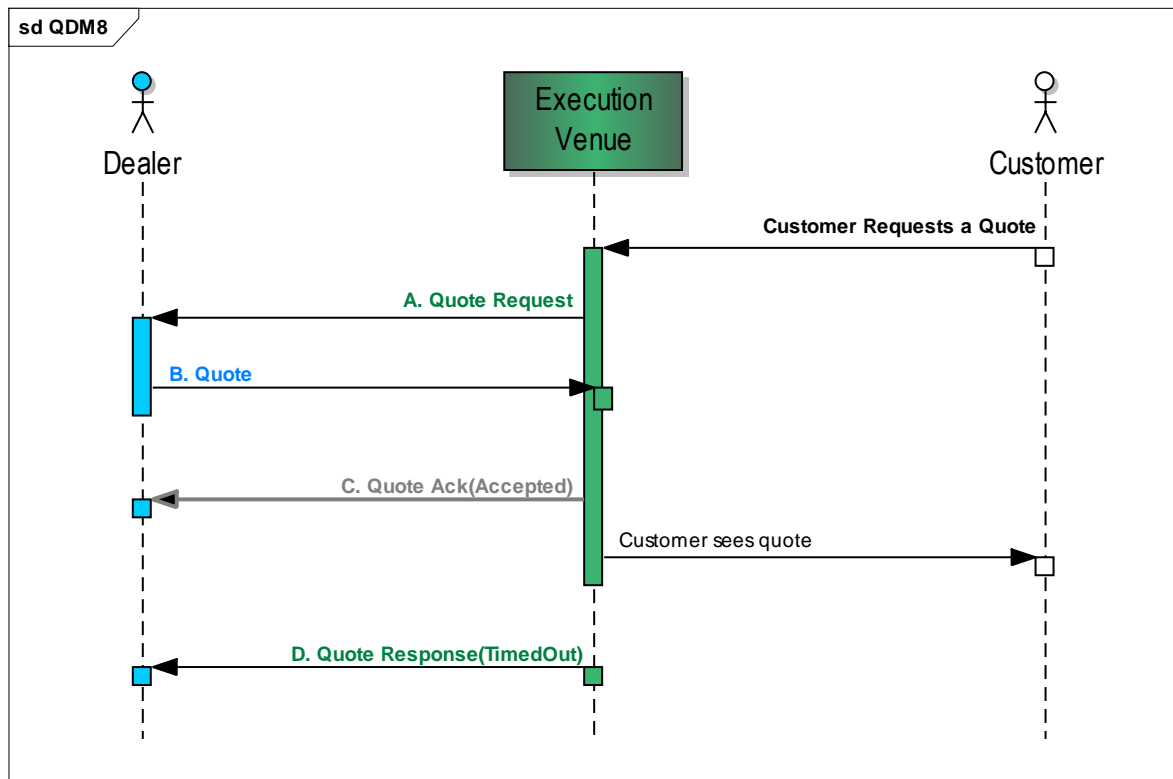 sd QDM8
Dealer
Execution
Venue
Customer
Customer Requests a Quote
A. Quote Request
B. Quote
C. Quote Ack(Accepted)
Customer sees quote
D. Quote Response(TimedOut)